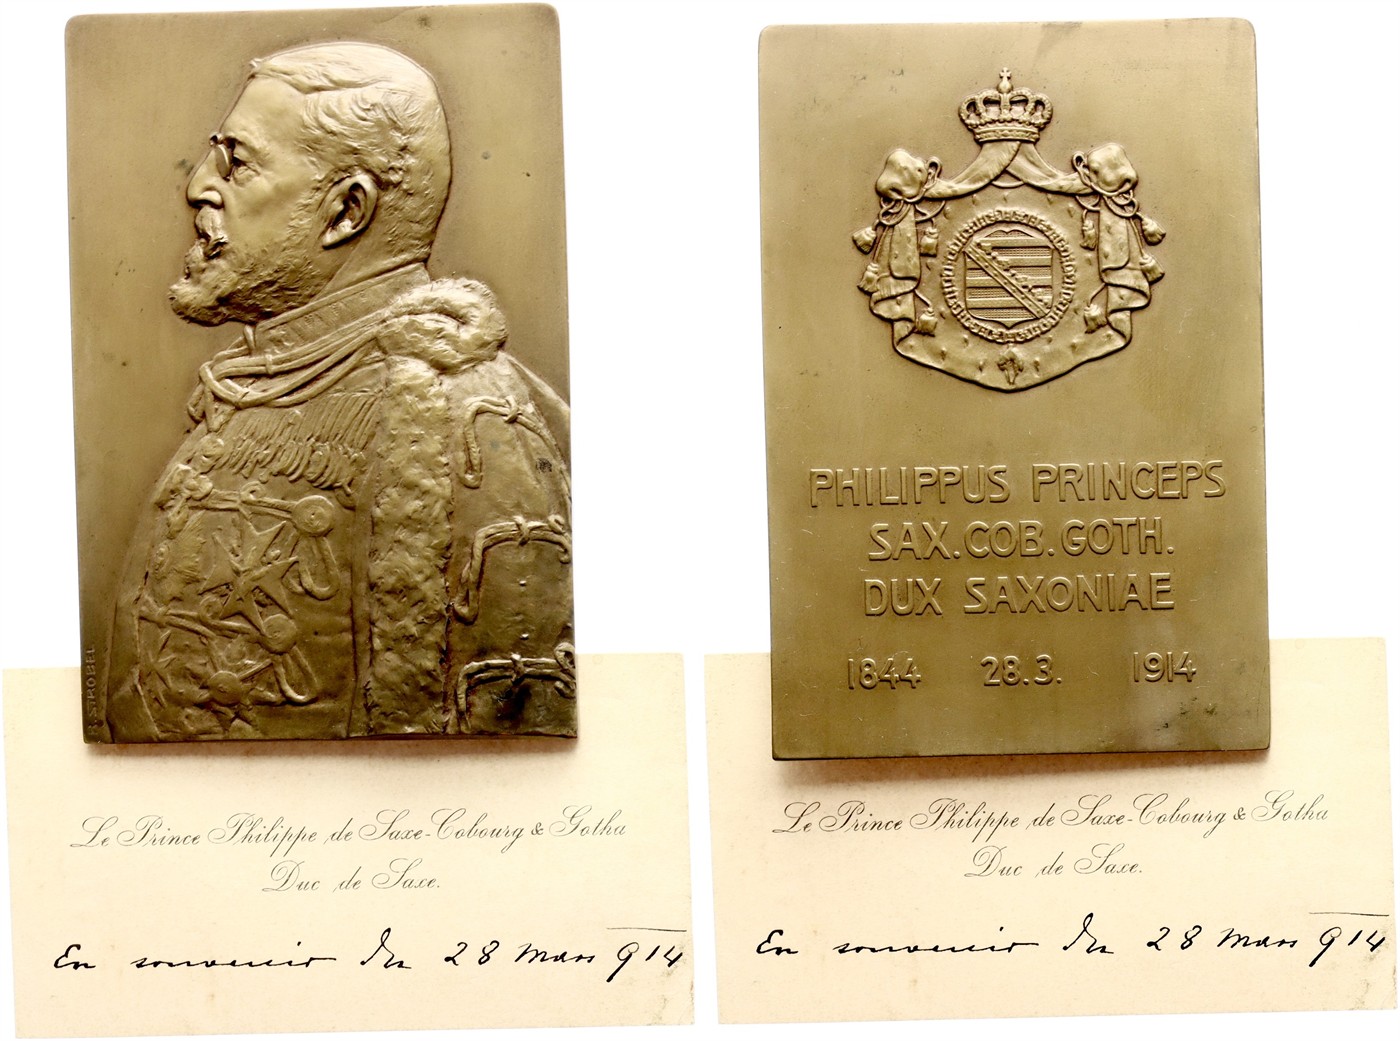 S. STROBEL
Le Prince Philippe de Saxe-Cobourg & Gotha
Duc de Saxe.
En souvenir du 28 Mars 914
PHILIPPUS PRINCEPS
SAX. COB. GOTH.
DUX SAXONIAE
1844 28.3. 1914
Le Prince Philippe de Saxe-Cobourg & Gotha
Duc de Saxe.
En souvenir du 28 Mars 914